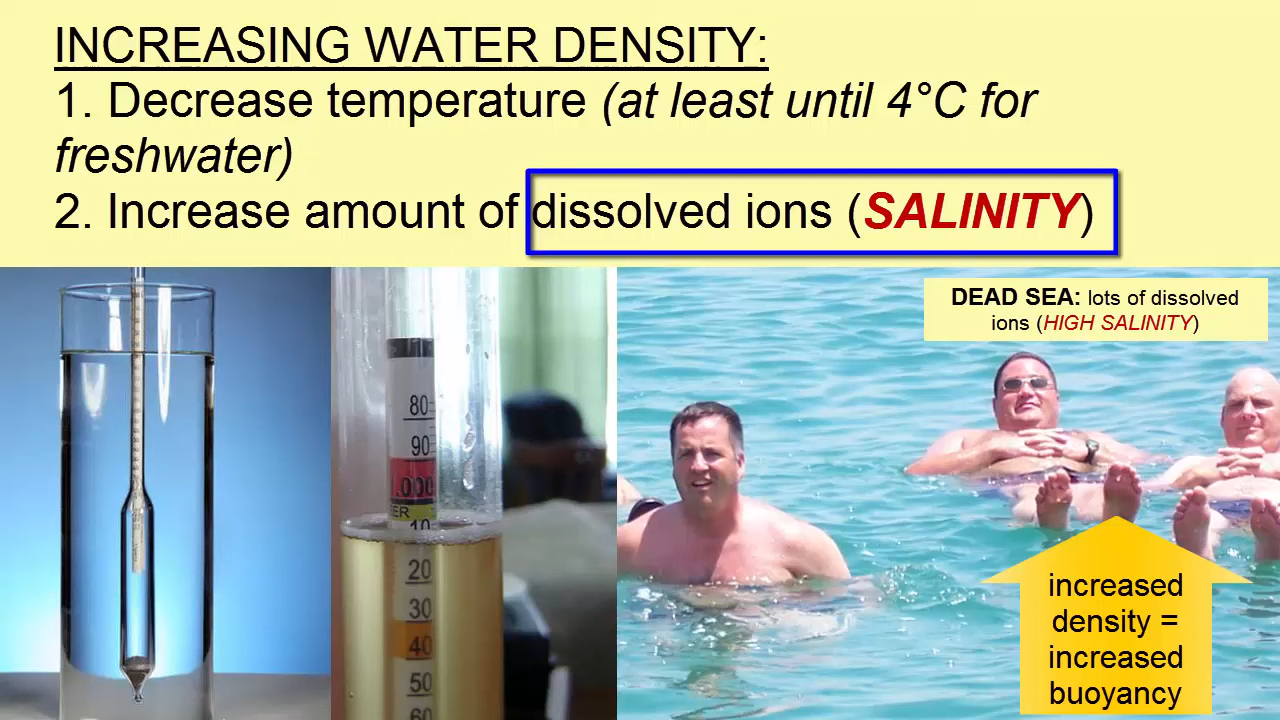 INCREASING WATER DENSITY:
1. Decrease temperature (at least until 4°C for
freshwater)
2. Increase amount of dissolved ions (SALINITY)
DEAD SEA: lots of dissolved
ions (HIGH SALINITY)
80
90
1.000
10
20
30
40
50
60
increased
density =
increased
buoyancy